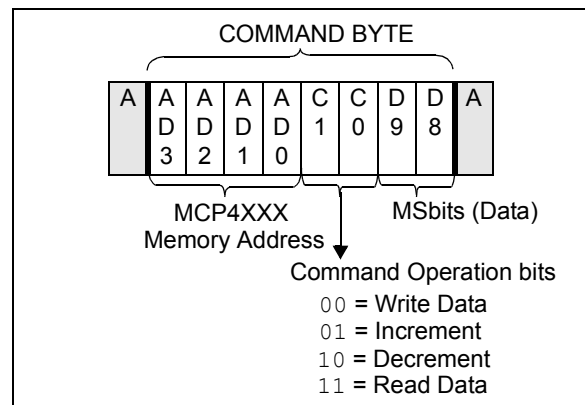 COMMAND BYTE
A A A A A C C D D A
D D D D 1 0 9 8
3 2 1 0
MCP4XXX
Memory Address
MSbits (Data)
Command Operation bits
00 = Write Data
01 = Increment
10 = Decrement
11 = Read Data